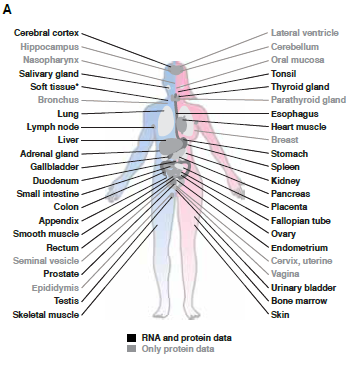 A
Cerebral cortex
Hippocampus
Nasopharynx
Salivary gland
Soft tissue*
Bronchus
Lung
Lymph node
Liver
Adrenal gland
Gallbladder
Duodenum
Small intestine
Colon
Appendix
Smooth muscle
Rectum
Seminal vesicle
Prostate
Epididymis
Testis
Skeletal muscle
Lateral ventricle
Cerebellum
Oral mucosa
Tonsil
Thyroid gland
Parathyroid gland
Esophagus
Heart muscle
Breast
Stomach
Spleen
Kidney
Pancreas
Placenta
Fallopian tube
Ovary
Endometrium
Cervix, uterine
Vagina
Urinary bladder
Bone marrow
Skin
RNA and protein data
Only protein data